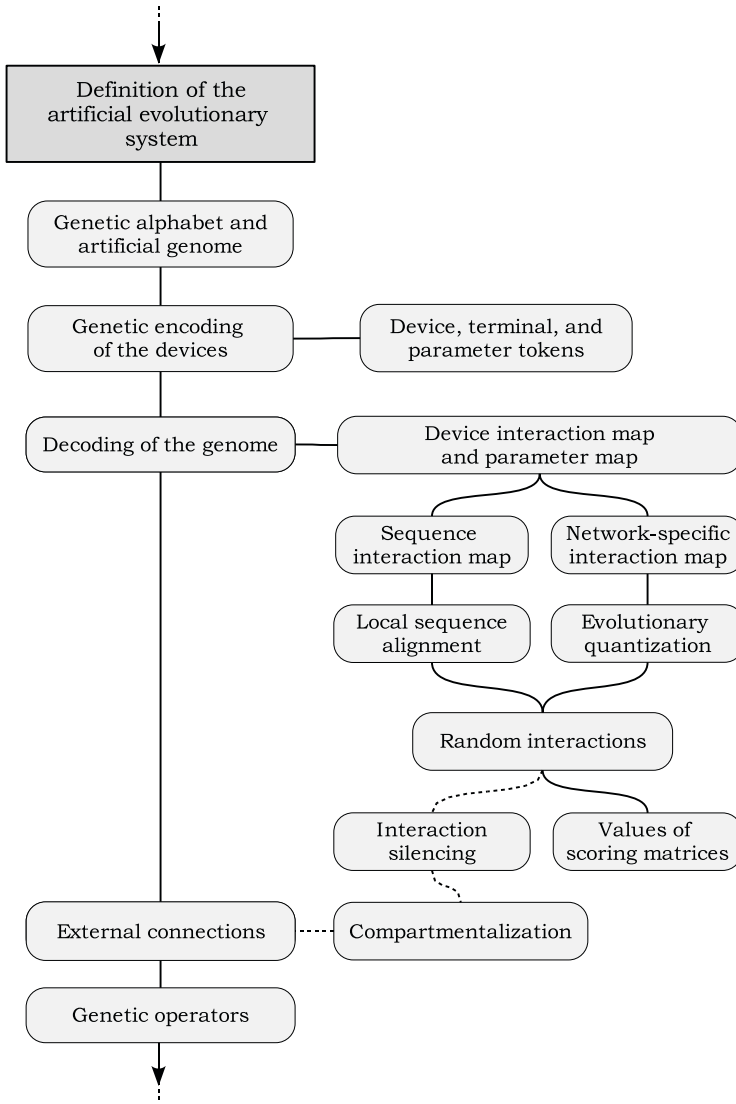 Definition of the
artificial evolutionary
system
Genetic alphabet and
artificial genome
Genetic encoding
of the devices
Device, terminal, and
parameter tokens
Decoding of the genome
Device interaction map
and parameter map
Sequence
interaction map
Network-specific
interaction map
Local sequence
alignment
Evolutionary
quantization
Random interactions
Interaction
silencing
Values of
scoring matrices
External connections
Compartmentalization
Genetic operators